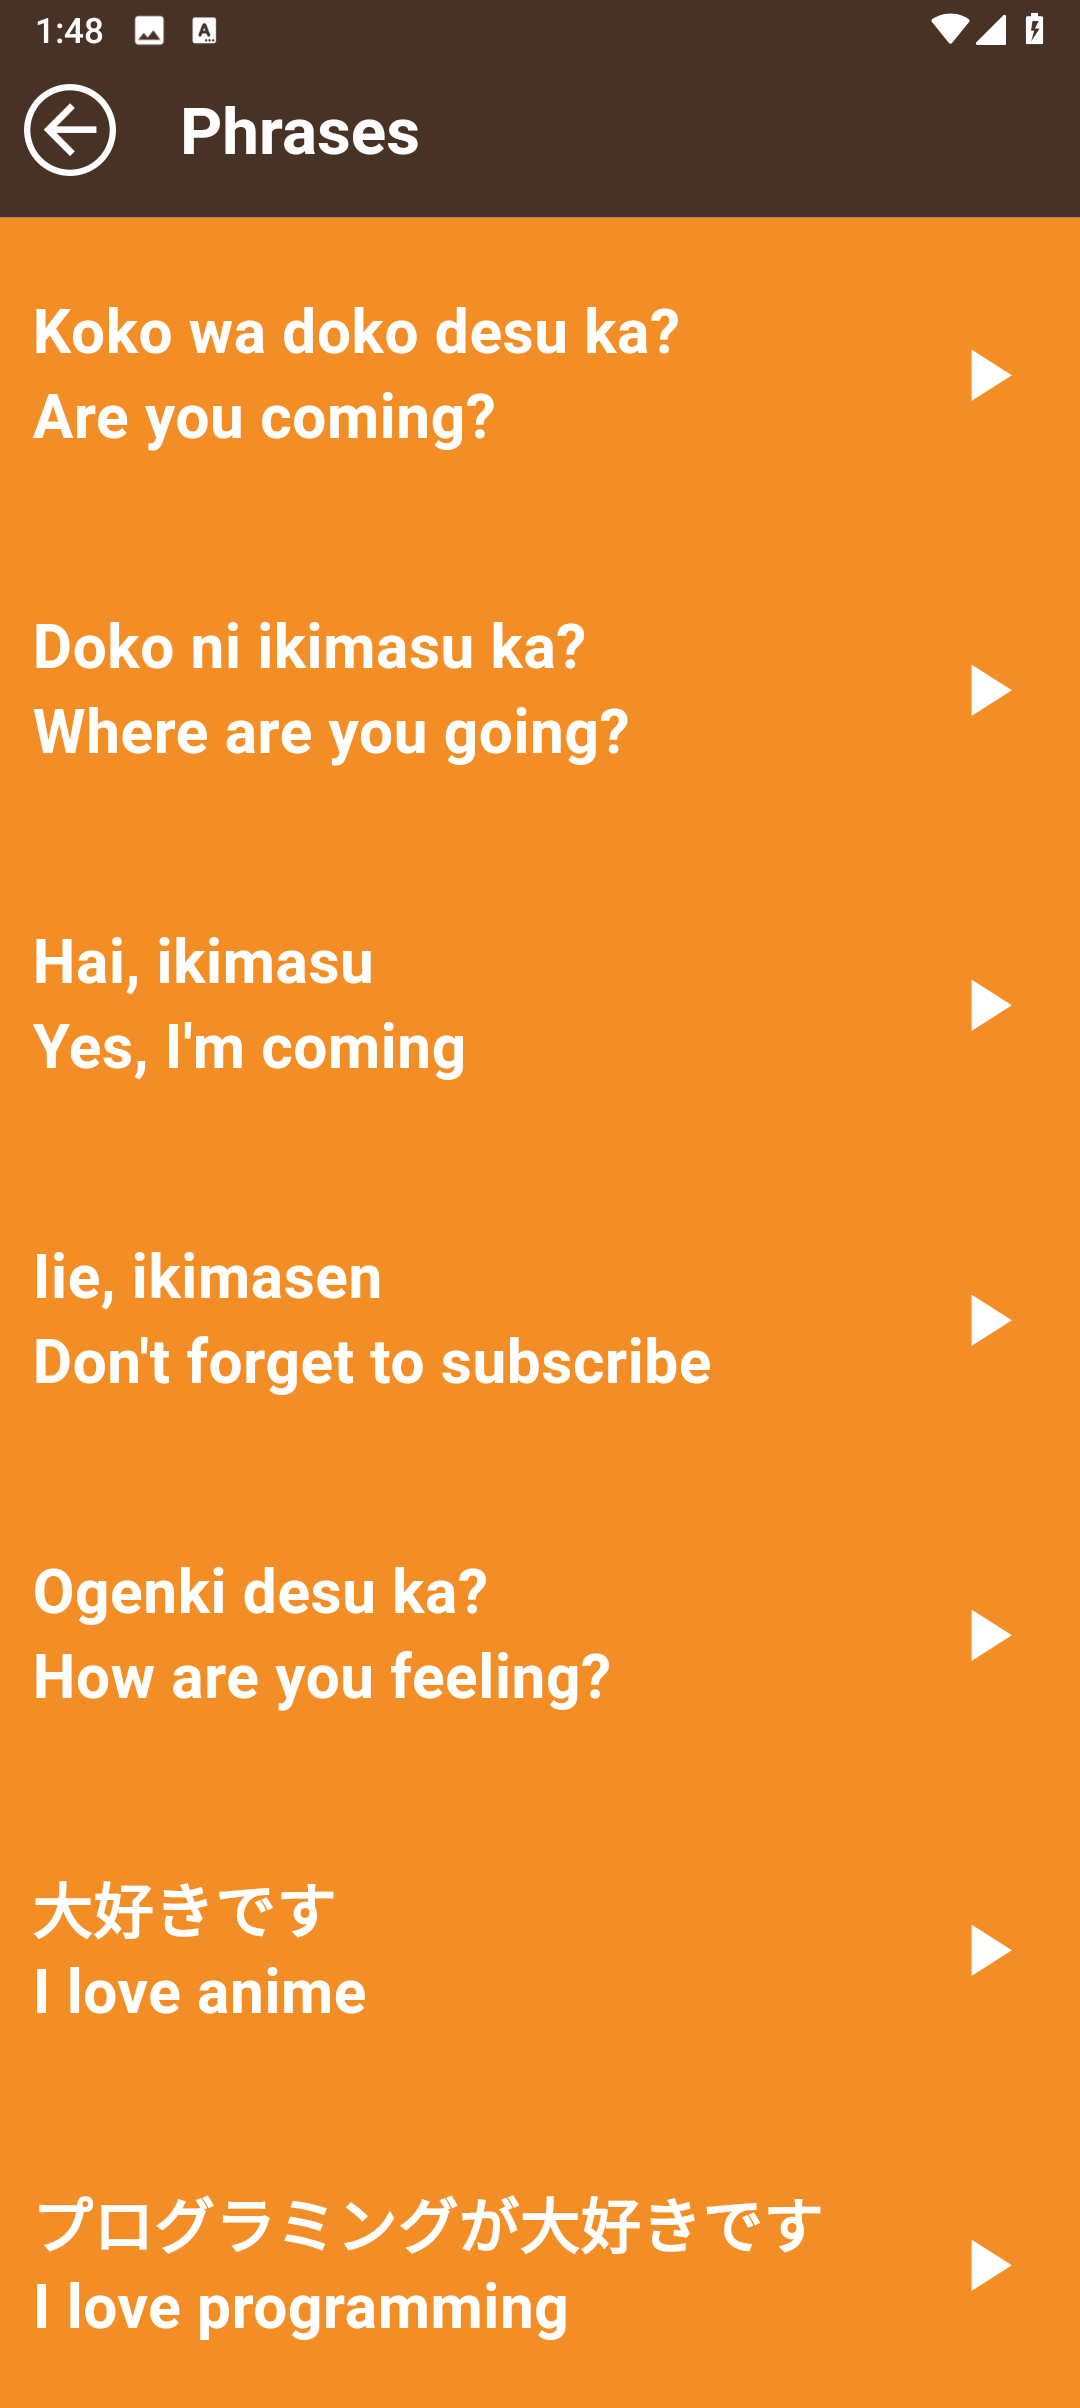 1:48
Phrases
Koko wa doko desu ka?
Are you coming?
Doko ni ikimasu ka?
Where are you going?
Hai, ikimasu
Yes, I'm coming
Iie, ikimasen
Don't forget to subscribe
Ogenki desu ka?
How are you feeling?
大好きです
I love anime
プログラミングが大好きです
I love programming